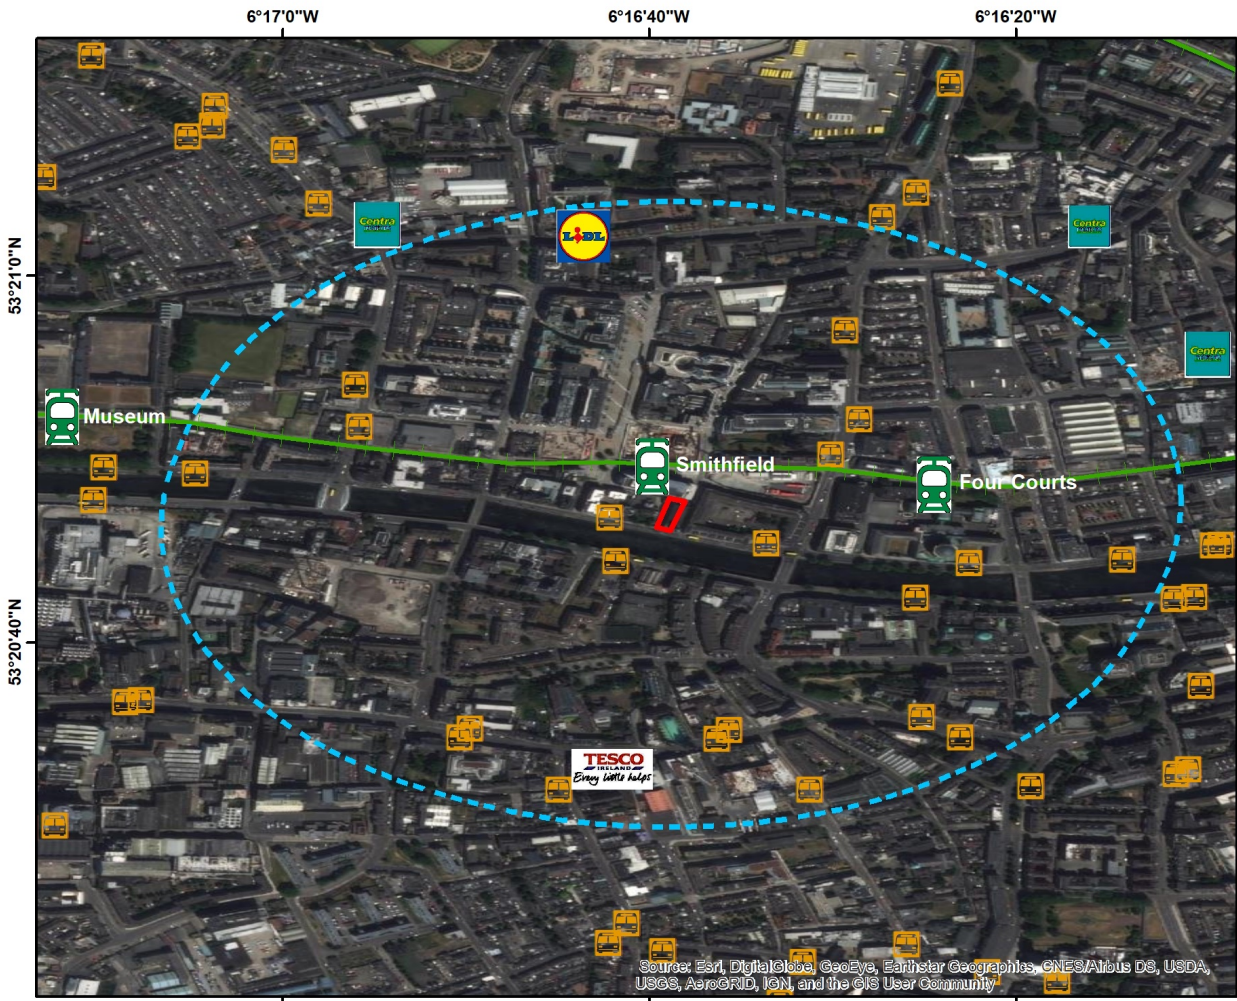 6°17'0"W
6°16'40"W
6°16'20"W
53°21'0"N
53°20'40"N
Centra
LiDL
Centra
Centra
Museum
Smithfield
Four Courts
TESCO
IRELAND
Every little helps
Source: Esri, DigitalGlobe, GeoEye, Earthstar Geographics, CNES/Airbus DS, USDA,
USGS, AeroGRID, IGN, and the GIS User Community